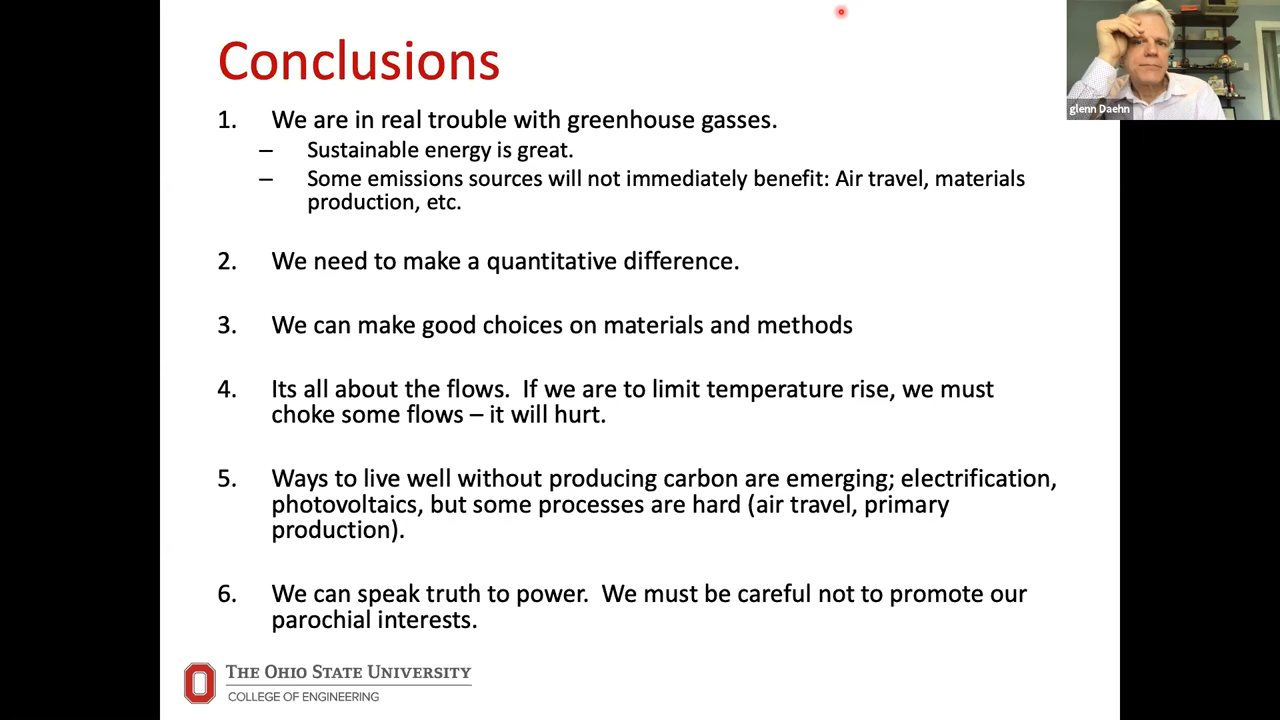 Conclusions
glenn Daehn
1. We are in real trouble with greenhouse gasses.
– Sustainable energy is great.
– Some emissions sources will not immediately benefit: Air travel, materials
production, etc.
2. We need to make a quantitative difference.
3. We can make good choices on materials and methods
4. Its all about the flows.  If we are to limit temperature rise, we must
choke some flows – it will hurt.
5. Ways to live well without producing carbon are emerging; electrification,
photovoltaics, but some processes are hard (air travel, primary
production).
6. We can speak truth to power.  We must be careful not to promote our
parochial interests.
THE OHIO STATE UNIVERSITY
COLLEGE OF ENGINEERING